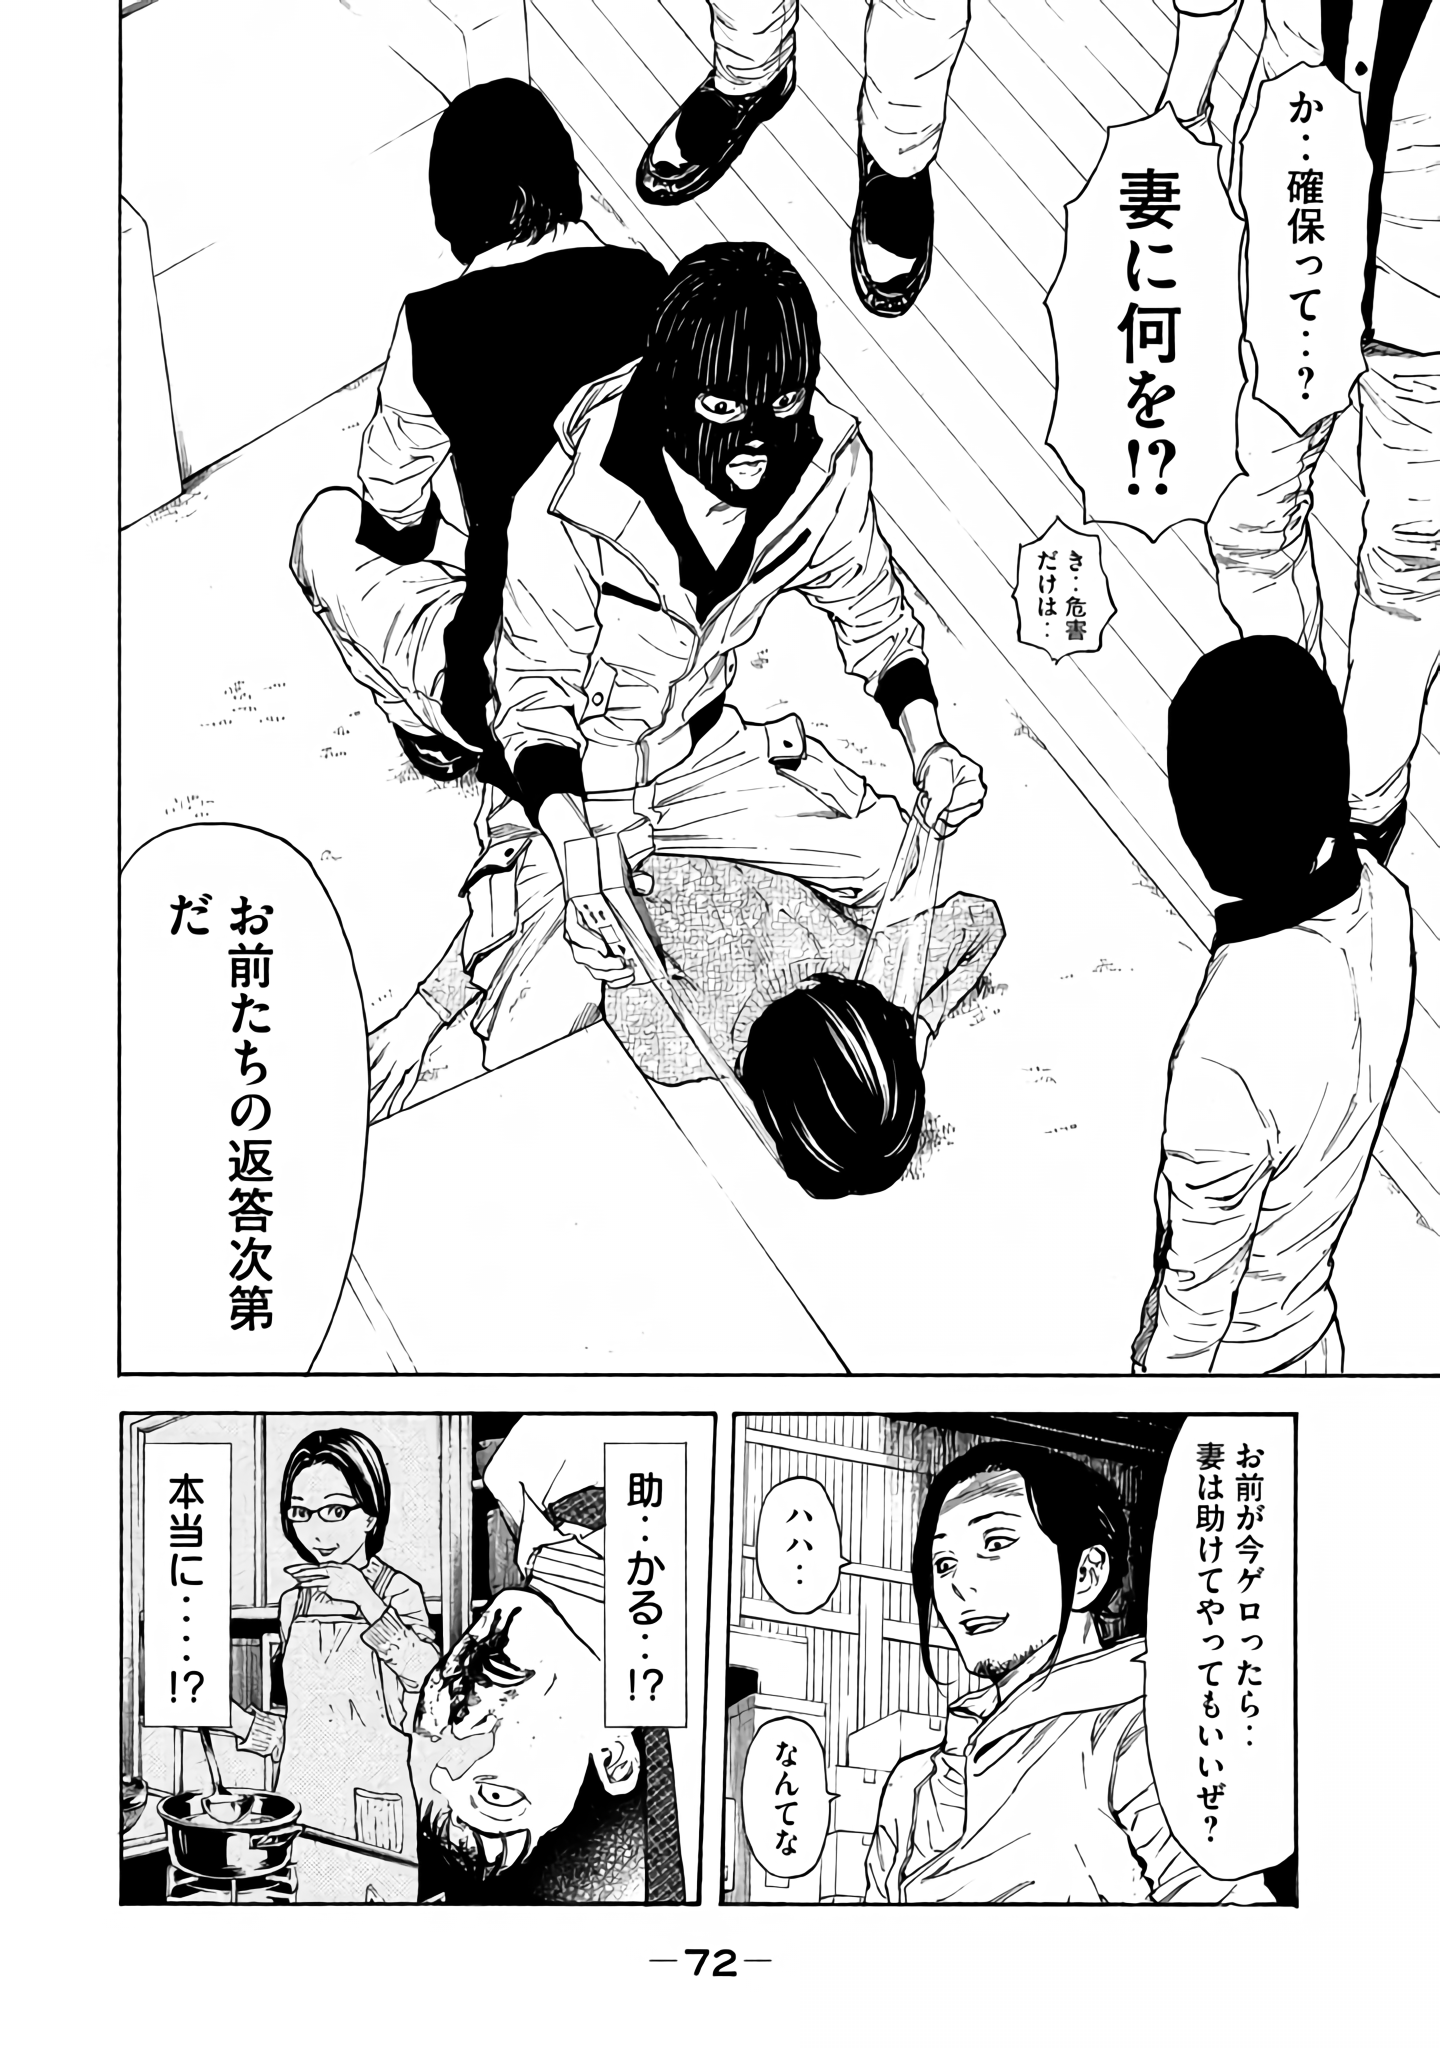 か‥確保って‥?
妻に何を!?
き‥危害
だけは‥
お前たちの返答次第
だ
お前が今ゲロったら‥
妻は助けてやってもいいぜ?
ハハ‥
なんてな
助‥かる‥!?
本当に‥‥!?
－72－